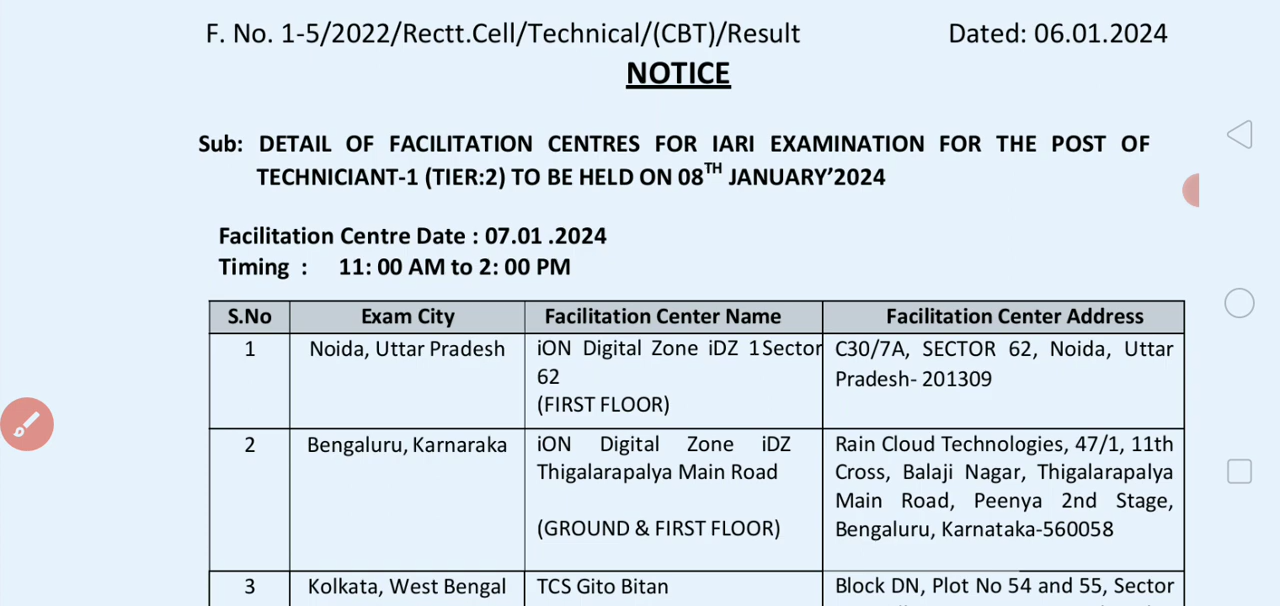 F. No. 1-5/2022/Rectt.Cell/Technical/(CBT)/Result Dated: 06.01.2024
NOTICE
Sub: DETAIL OF FACILITATION CENTRES FOR IARI EXAMINATION FOR THE POST OF
TECHNICIANT-1 (TIER:2) TO BE HELD ON 08TH JANUARY'2024
Facilitation Centre Date : 07.01 .2024
Timing : 11: 00 AM to 2: 00 PM
S.No Exam City Facilitation Center Name Facilitation Center Address
1 Noida, Uttar Pradesh iON Digital Zone iDZ 1Sector C30/7A, SECTOR 62, Noida, Uttar
62 Pradesh- 201309
(FIRST FLOOR)
2 Bengaluru, Karnaraka iON Digital Zone iDZ Rain Cloud Technologies, 47/1, 11th
Thigalarapalya Main Road Cross, Balaji Nagar, Thigalarapalya
Main Road, Peenya 2nd Stage,
(GROUND & FIRST FLOOR) Bengaluru, Karnataka-560058
3 Kolkata, West Bengal TCS Gito Bitan Block DN, Plot No 54 and 55, Sector